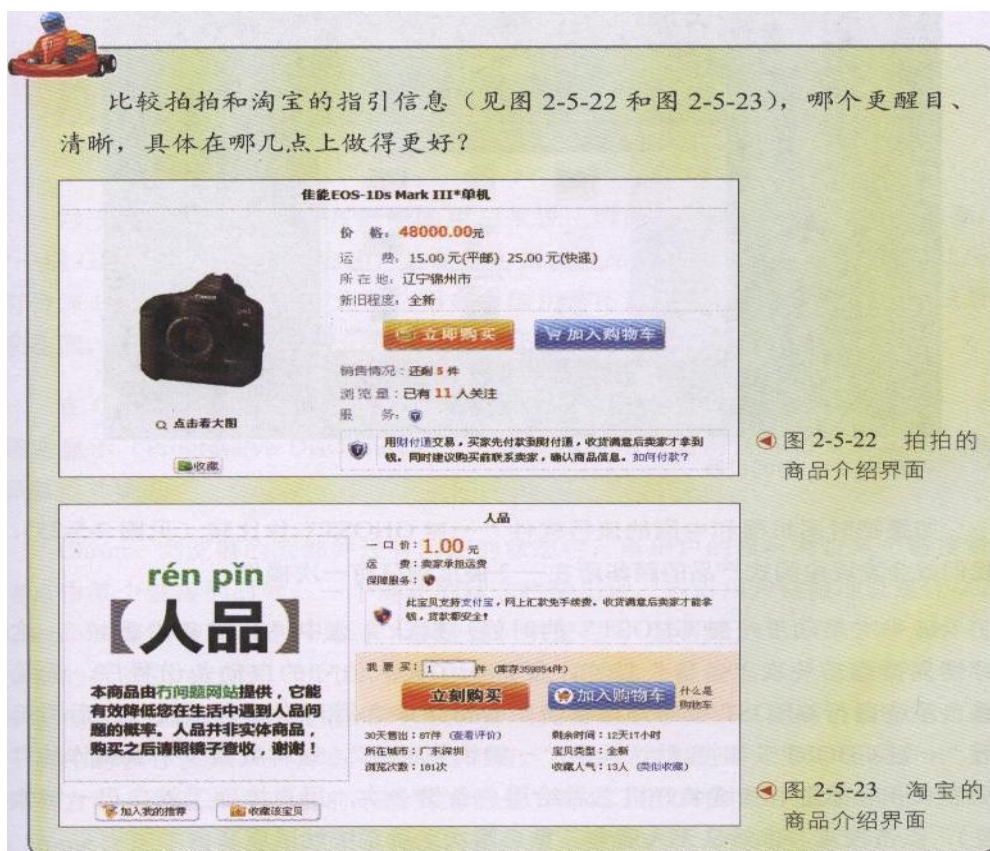 比较拍拍和淘宝的指引信息（见图 2-5-22 和图 2-5-23），哪个更醒目、
清晰，具体在哪几点上做得更好？
佳能EOS-1Ds Mark III*单机
价 格：48000.00元
运 费：15.00 元(平邮) 25.00 元(快递)
所 在 地：辽宁锦州市
新旧程度：全新
立即购买 加入购物车
销售情况：还剩 5 件
浏 览 量：已有 11 人关注
服 务：
点击看大图
收藏
用财付通交易，买家先付款到财付通，收货满意后卖家才拿到
钱。同时建议购买前联系卖家，确认商品信息。如何付款？
图 2-5-22 拍拍的
商品介绍界面
人品
rén pǐn
【人品】
本商品由冇问题网站提供，它能
有效降低您在生活中遇到人品问
题的概率。人品并非实体商品，
购买之后请照镜子查收，谢谢！
加入我的推荐 收藏该宝贝
一 口 价：1.00 元
运 费：卖家承担运费
保障服务：
此宝贝支持支付宝，网上汇款免手续费。收货满意后卖家才能拿
钱，货款都安全！
我 要 买：1 件 (库存359854件)
立刻购买 加入购物车 什么是
购物车
30天售出：87件 (查看评价) 剩余时间：12天17小时
所在城市：广东深圳 宝贝类型：全新
浏览次数：181次 收藏人气：13人 (类似收藏)
图 2-5-23 淘宝的
商品介绍界面